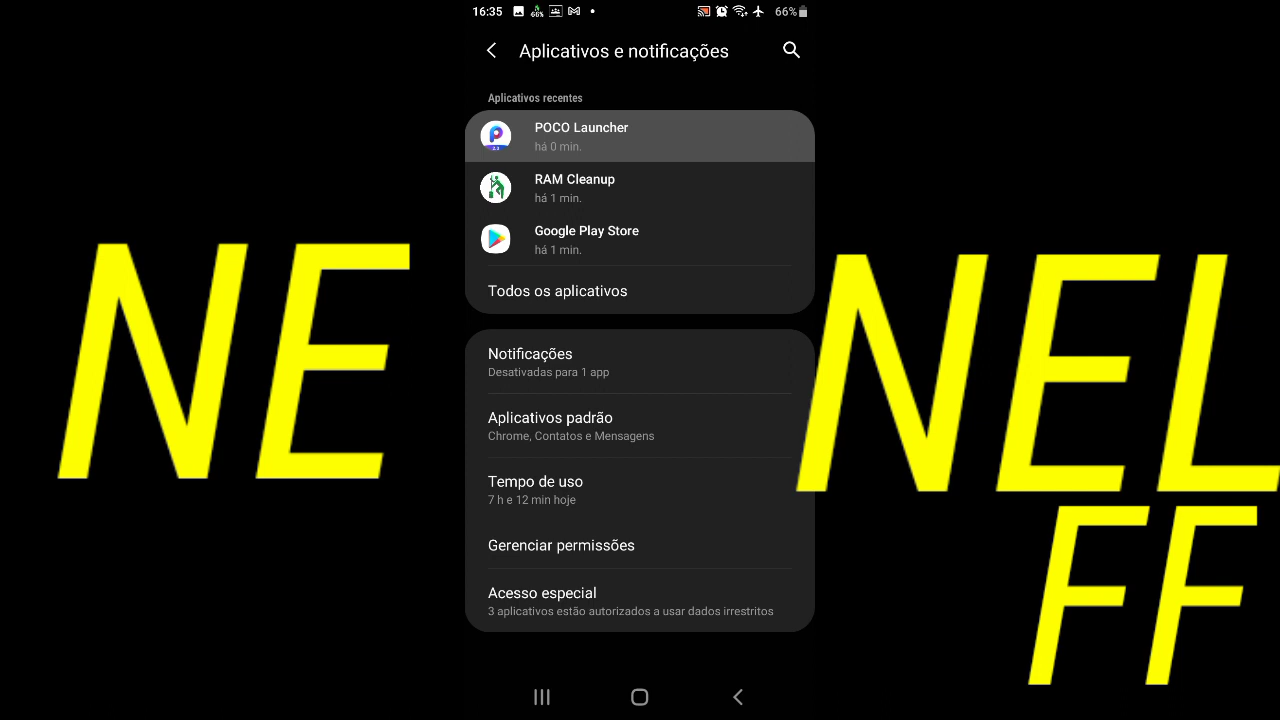 16:35 66% 66%
Aplicativos e notificações
Aplicativos recentes
POCO Launcher
há 0 min.
RAM Cleanup
há 1 min.
Google Play Store
há 1 min.
Todos os aplicativos
Notificações
Desativadas para 1 app
Aplicativos padrão
Chrome, Contatos e Mensagens
Tempo de uso
7 h e 12 min hoje
Gerenciar permissões
Acesso especial
3 aplicativos estão autorizados a usar dados irrestritos
NE
NEL
FF